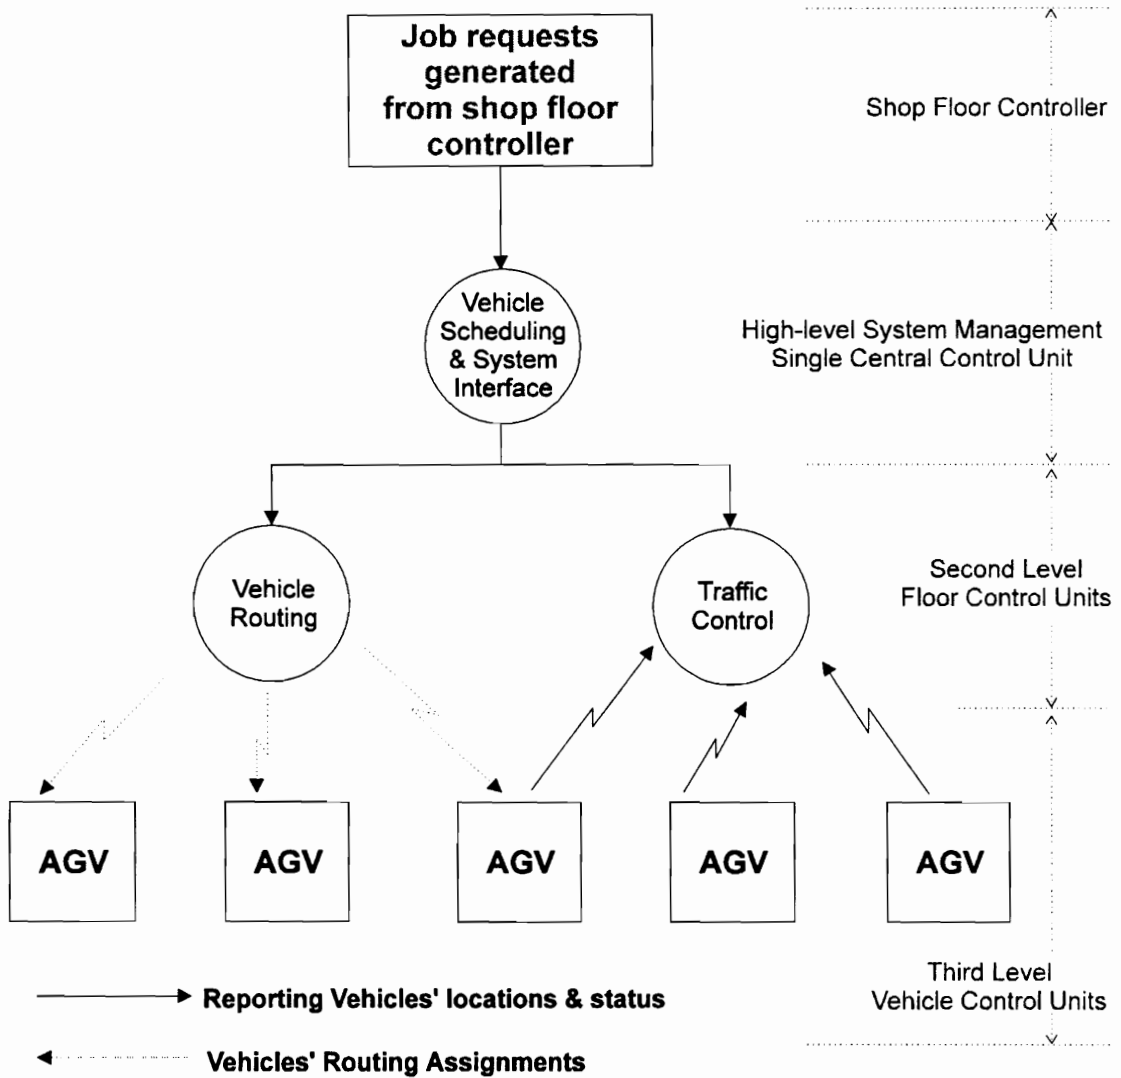 Job requests
generated
from shop floor
controller
Shop Floor Controller
Vehicle
Scheduling
& System
Interface
High-level System Management
Single Central Control Unit
Vehicle
Routing
Traffic
Control
Second Level
Floor Control Units
AGV
AGV
AGV
AGV
AGV
Third Level
Vehicle Control Units
Reporting Vehicles' locations & status
Vehicles' Routing Assignments